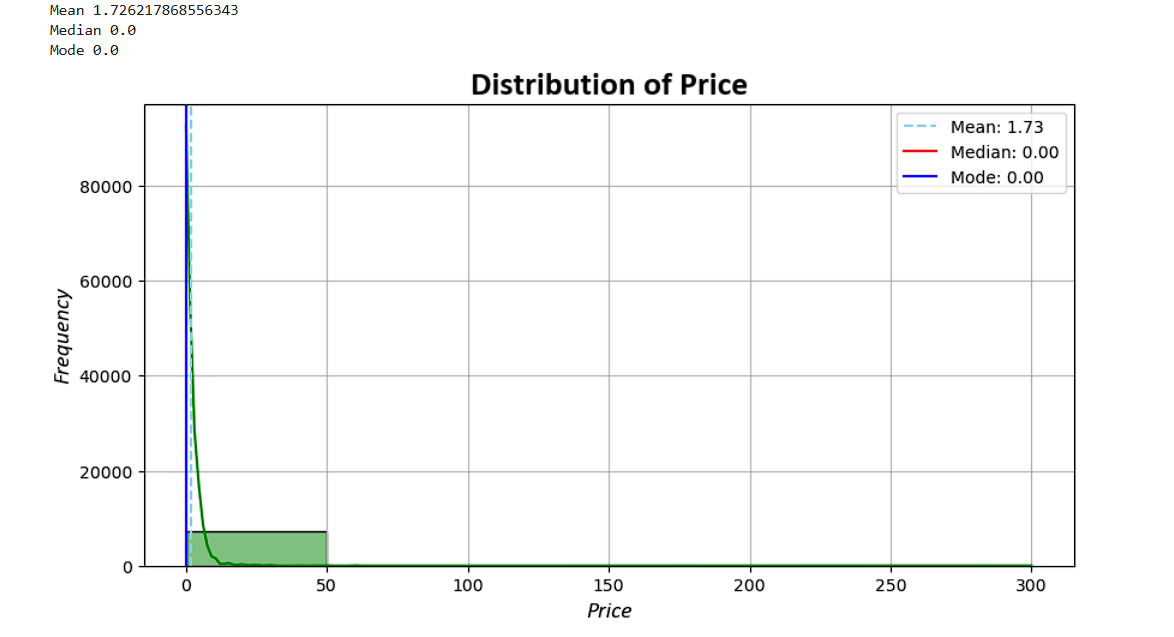 Mean 1.726217868556343
Median 0.0
Mode 0.0
Distribution of Price
Mean: 1.73
Median: 0.00
Mode: 0.00
80000
60000
40000
20000
0
Frequency
0 50 100 150 200 250 300
Price